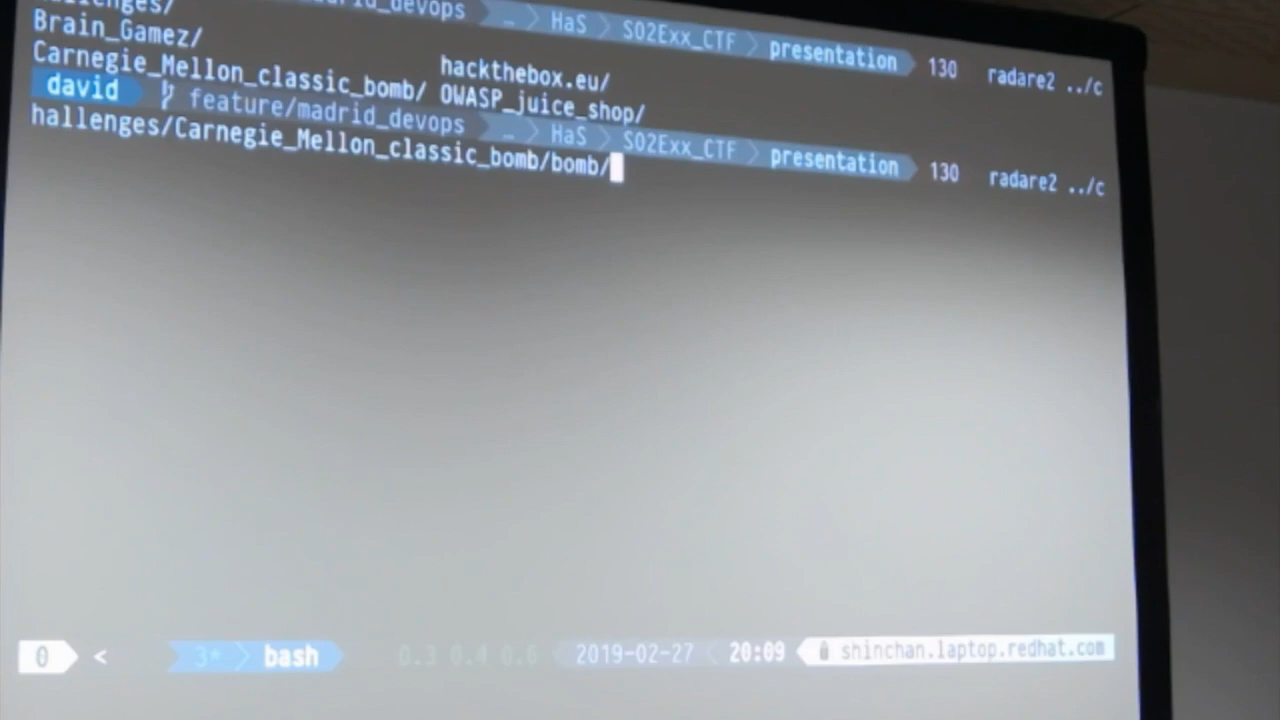 allenges/
madrid_devops … HaS S02Exx_CTF presentation 130 radare2 ../c
Brain_Gamez/
Carnegie_Mellon_classic_bomb/ hackthebox.eu/
OWASP_juice_shop/
david feature/madrid_devops … HaS S02Exx_CTF presentation 130 radare2 ../c
hallenges/Carnegie_Mellon_classic_bomb/bomb/
0 < 3* bash 0.3 0.4 0.6 < 2019-02-27 < 20:09 shinchan.laptop.redhat.com